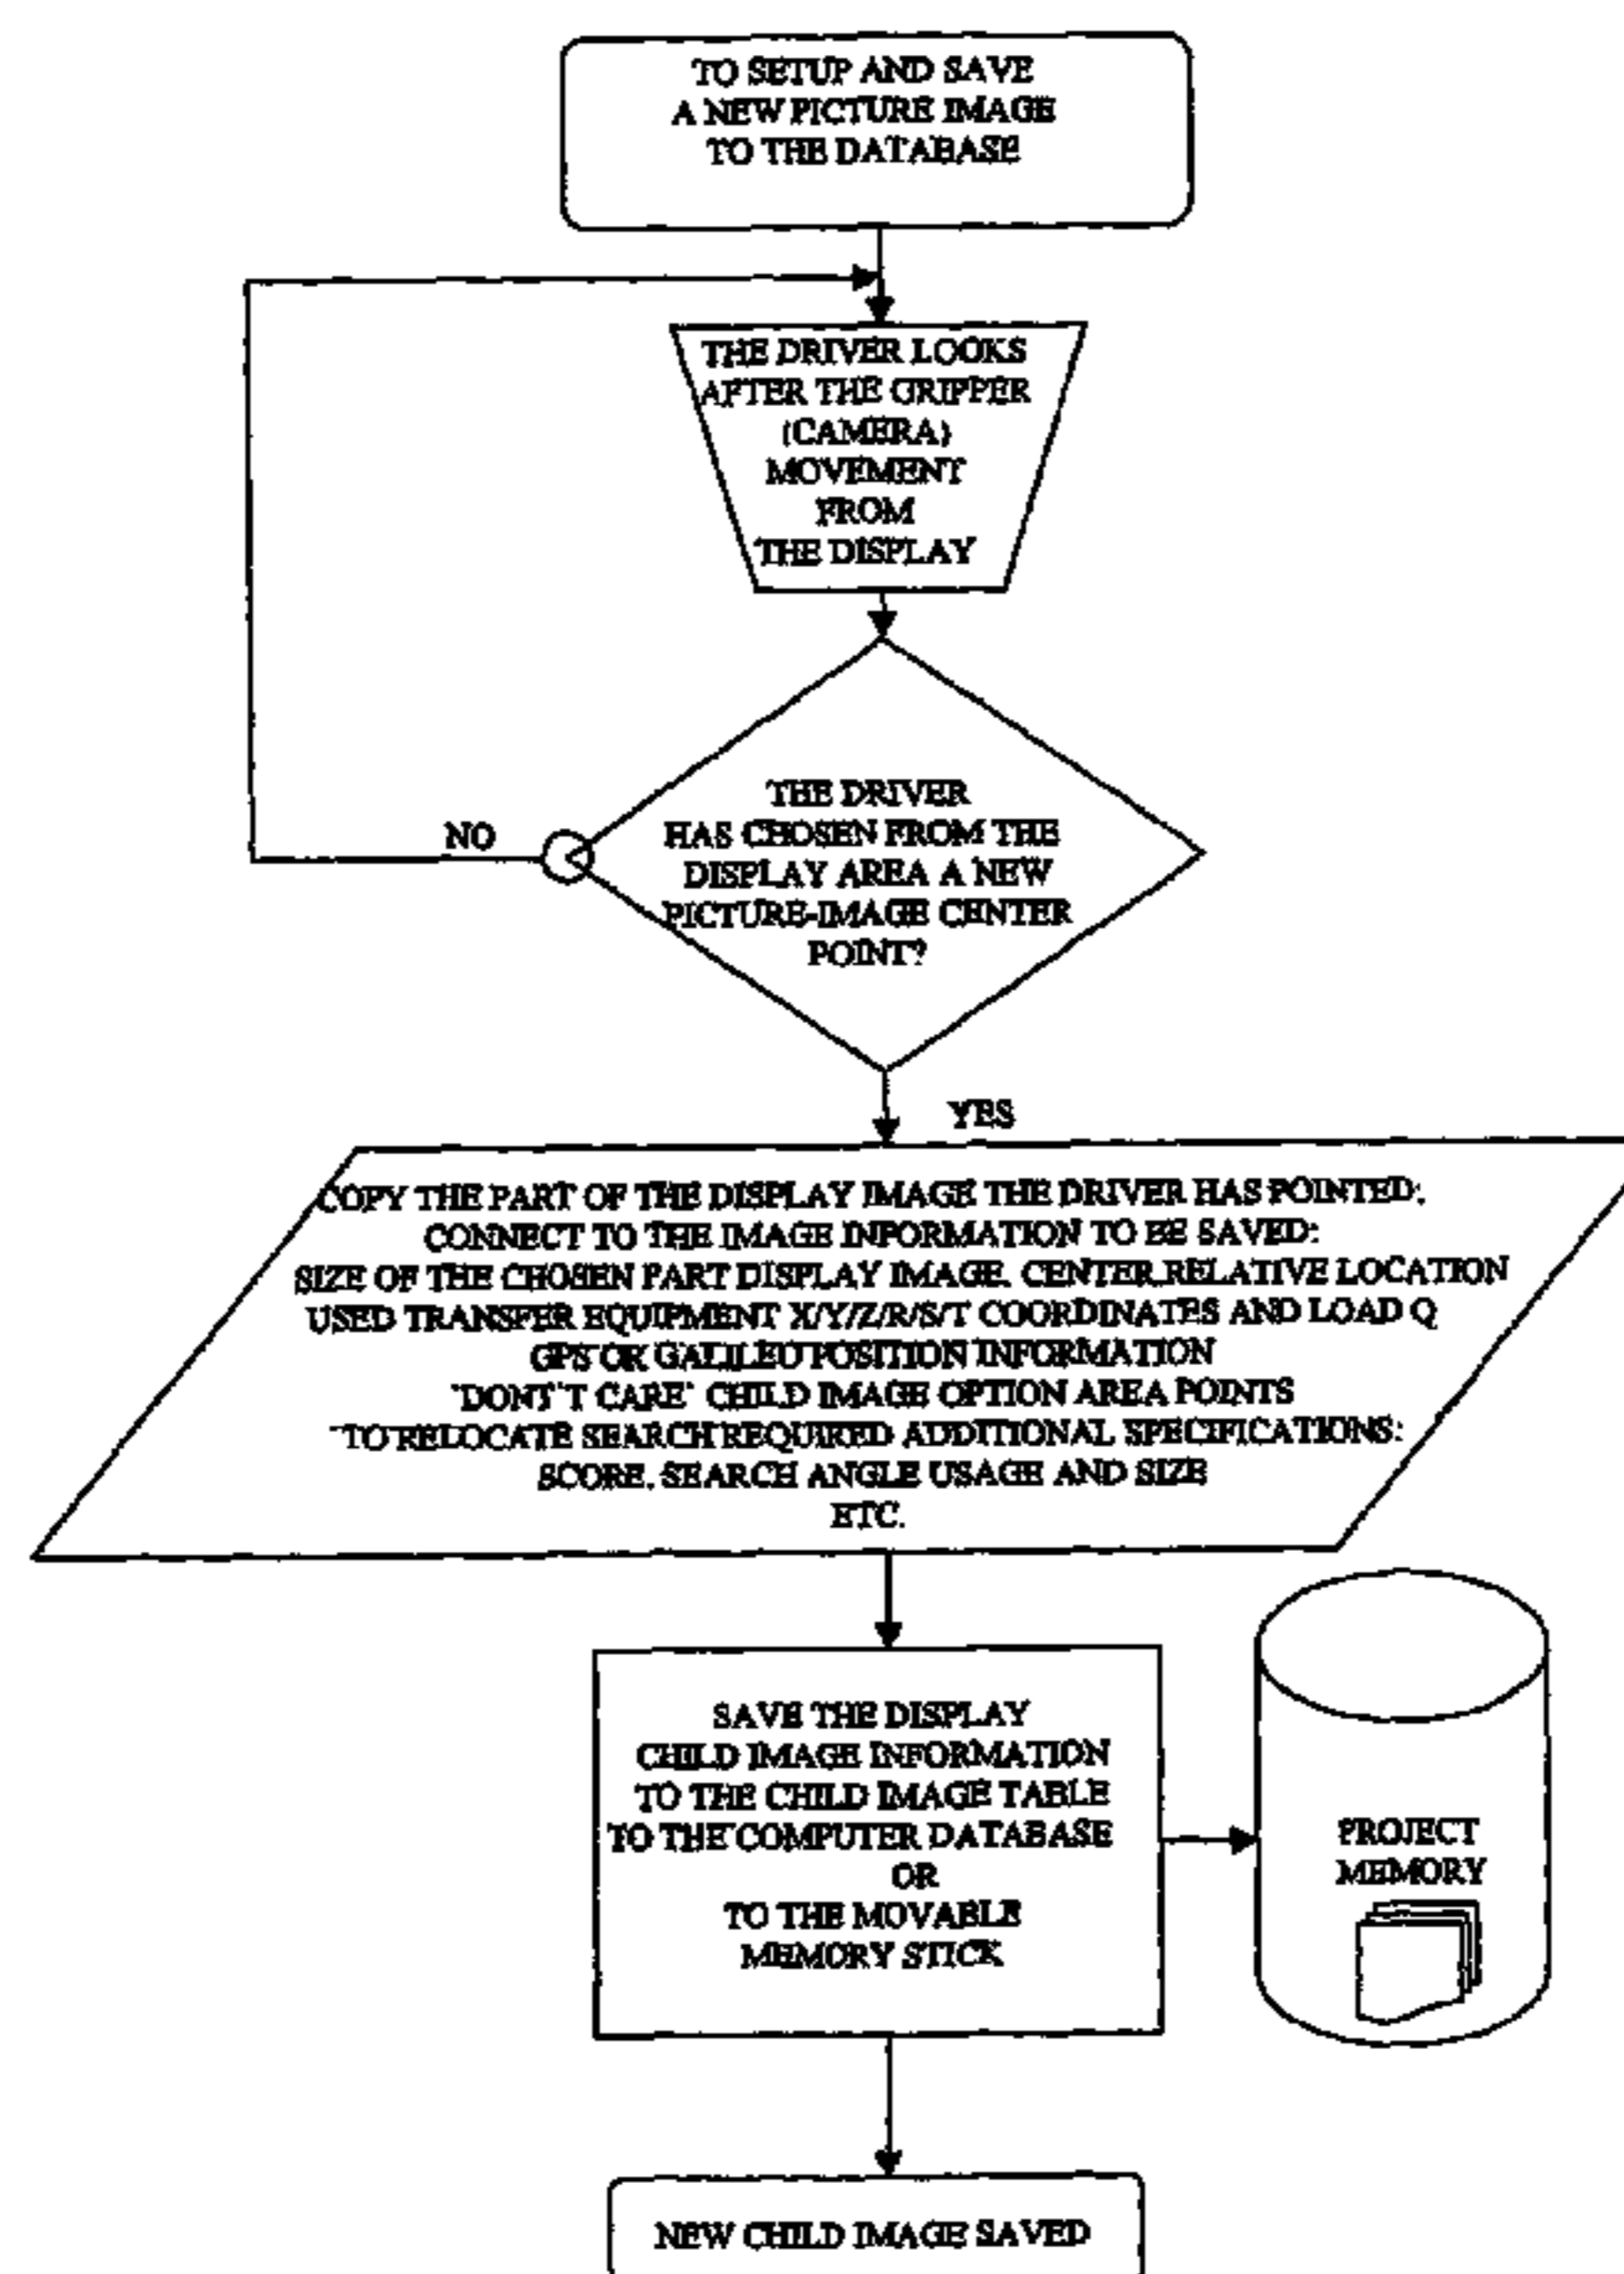 TO SETUP AND SAVE
A NEW PICTURE IMAGE
TO THE DATABASE
THE DRIVER LOOKS
AFTER THE GRIPPER
(CAMERA)
MOVEMENT
FROM
THE DISPLAY
THE DRIVER
HAS CHOSEN FROM THE
DISPLAY AREA A NEW
PICTURE-IMAGE CENTER
POINT?
NO
YES
COPY THE PART OF THE DISPLAY IMAGE THE DRIVER HAS POINTED;
CONNECT TO THE IMAGE INFORMATION TO BE SAVED:
SIZE OF THE CHOSEN PART DISPLAY IMAGE, CENTER,RELATIVE LOCATION
USED TRANSFER EQUIPMENT X/Y/Z/R/S/T COORDINATES AND LOAD Q
GPS OR GALILEO POSITION INFORMATION
"DONT'T CARE" CHILD IMAGE OPTION AREA POINTS
"TO RELOCATE SEARCH REQUIRED ADDITIONAL SPECIFICATIONS:
SCORE, SEARCH ANGLE USAGE AND SIZE
ETC.
SAVE THE DISPLAY
CHILD IMAGE INFORMATION
TO THE CHILD IMAGE TABLE
TO THE COMPUTER DATABASE
OR
TO THE MOVABLE
MEMORY STICK
PROJECT
MEMORY
NEW CHILD IMAGE SAVED